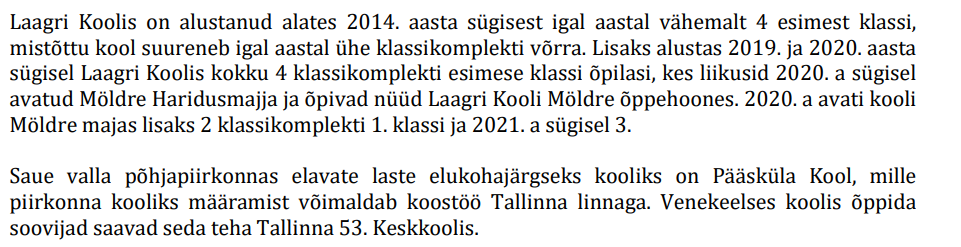 Laagri Koolis on alustanud alates 2014. aasta sügisest igal aastal vähemalt 4 esimest klassi,
mistõttu kool suureneb igal aastal ühe klassikomplekti võrra. Lisaks alustas 2019. ja 2020. aasta
sügisel Laagri Koolis kokku 4 klassikomplekti esimese klassi õpilasi, kes liikusid 2020. a sügisel
avatud Möldre Haridusmajja ja õpivad nüüd Laagri Kooli Möldre õppehoones. 2020. a avati kooli
Möldre majas lisaks 2 klassikomplekti 1. klassi ja 2021. a sügisel 3.
Saue valla põhjapiirkonnas elavate laste elukohajärgseks kooliks on Pääsküla Kool, mille
piirkonna kooliks määramist võimaldab koostöö Tallinna linnaga. Venekeelses koolis õppida
soovijad saavad seda teha Tallinna 53. Keskkoolis.